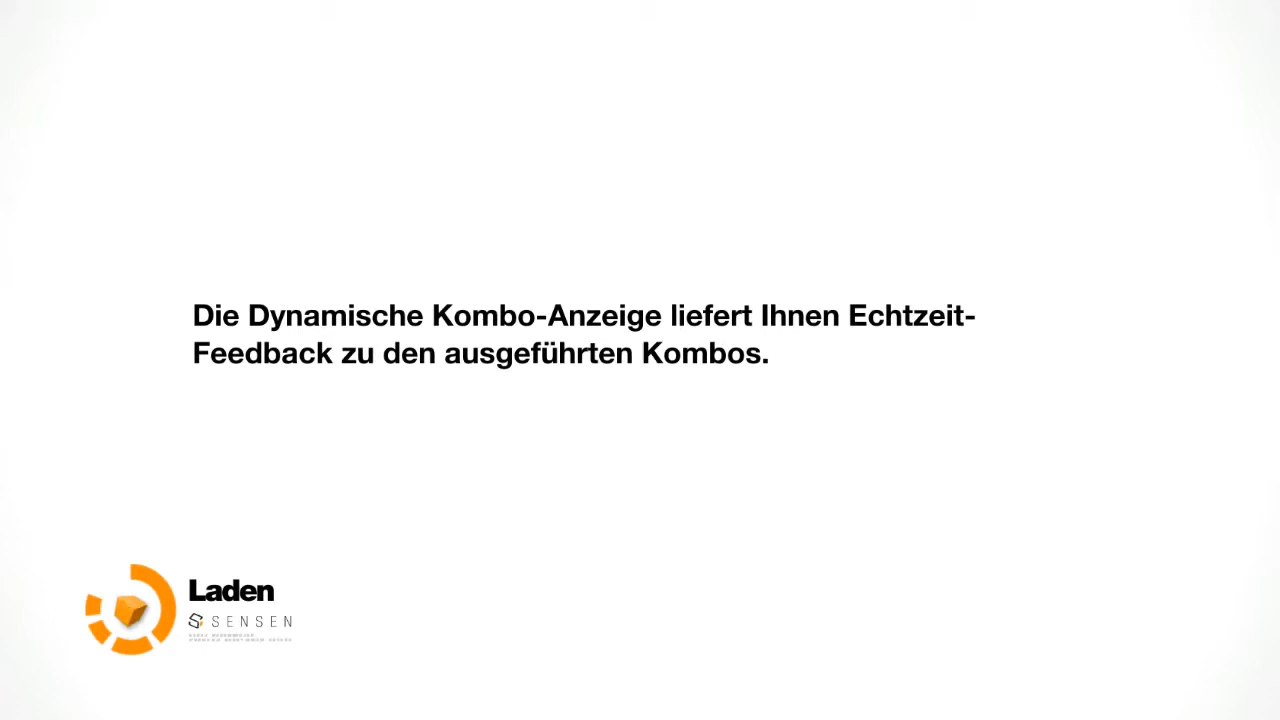 Die Dynamische Kombo-Anzeige liefert Ihnen Echtzeit-
Feedback zu den ausgeführten Kombos.
Laden
SENSEN